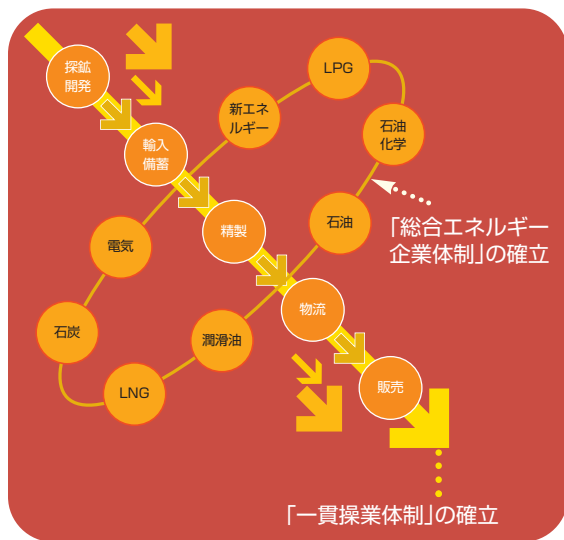 探鉱
開発
LPG
新エネ
ルギー
石油
化学
輸入
備蓄
石油
精製
電気
「総合エネルギー
企業体制」の確立
物流
石炭
潤滑油
LNG
販売
「一貫操業体制」の確立